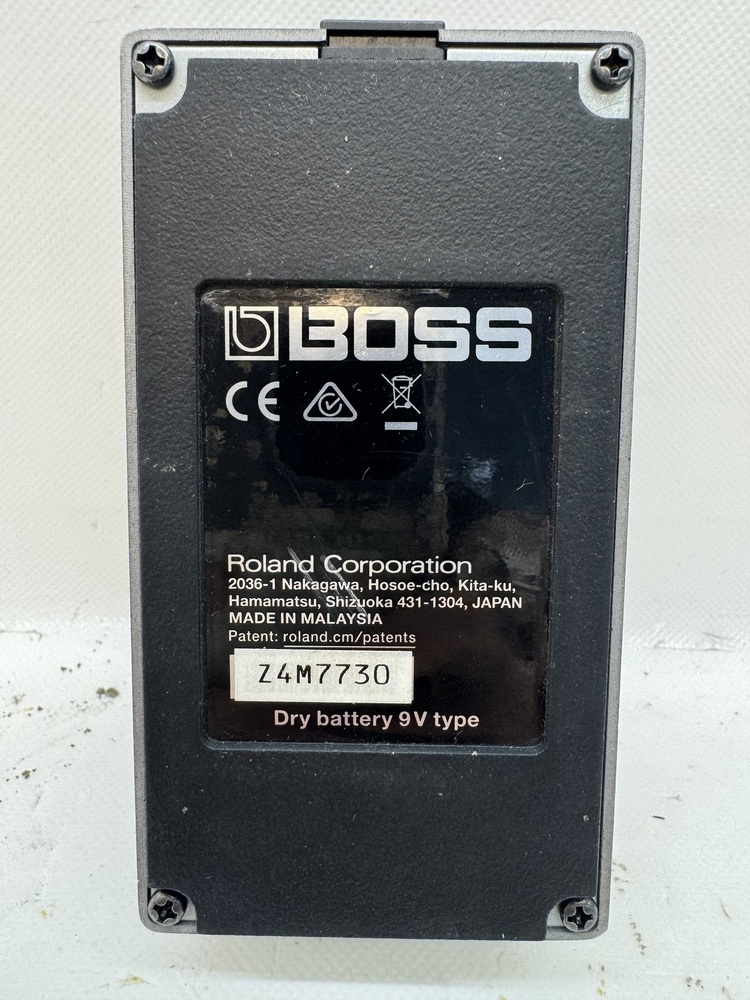 BOSS
CE
Roland Corporation
2036-1 Nakagawa, Hosoe-cho, Kita-ku,
Hamamatsu, Shizuoka 431-1304, JAPAN
MADE IN MALAYSIA
Patent: roland.cm/patents
Z4M7730
Dry battery 9V type